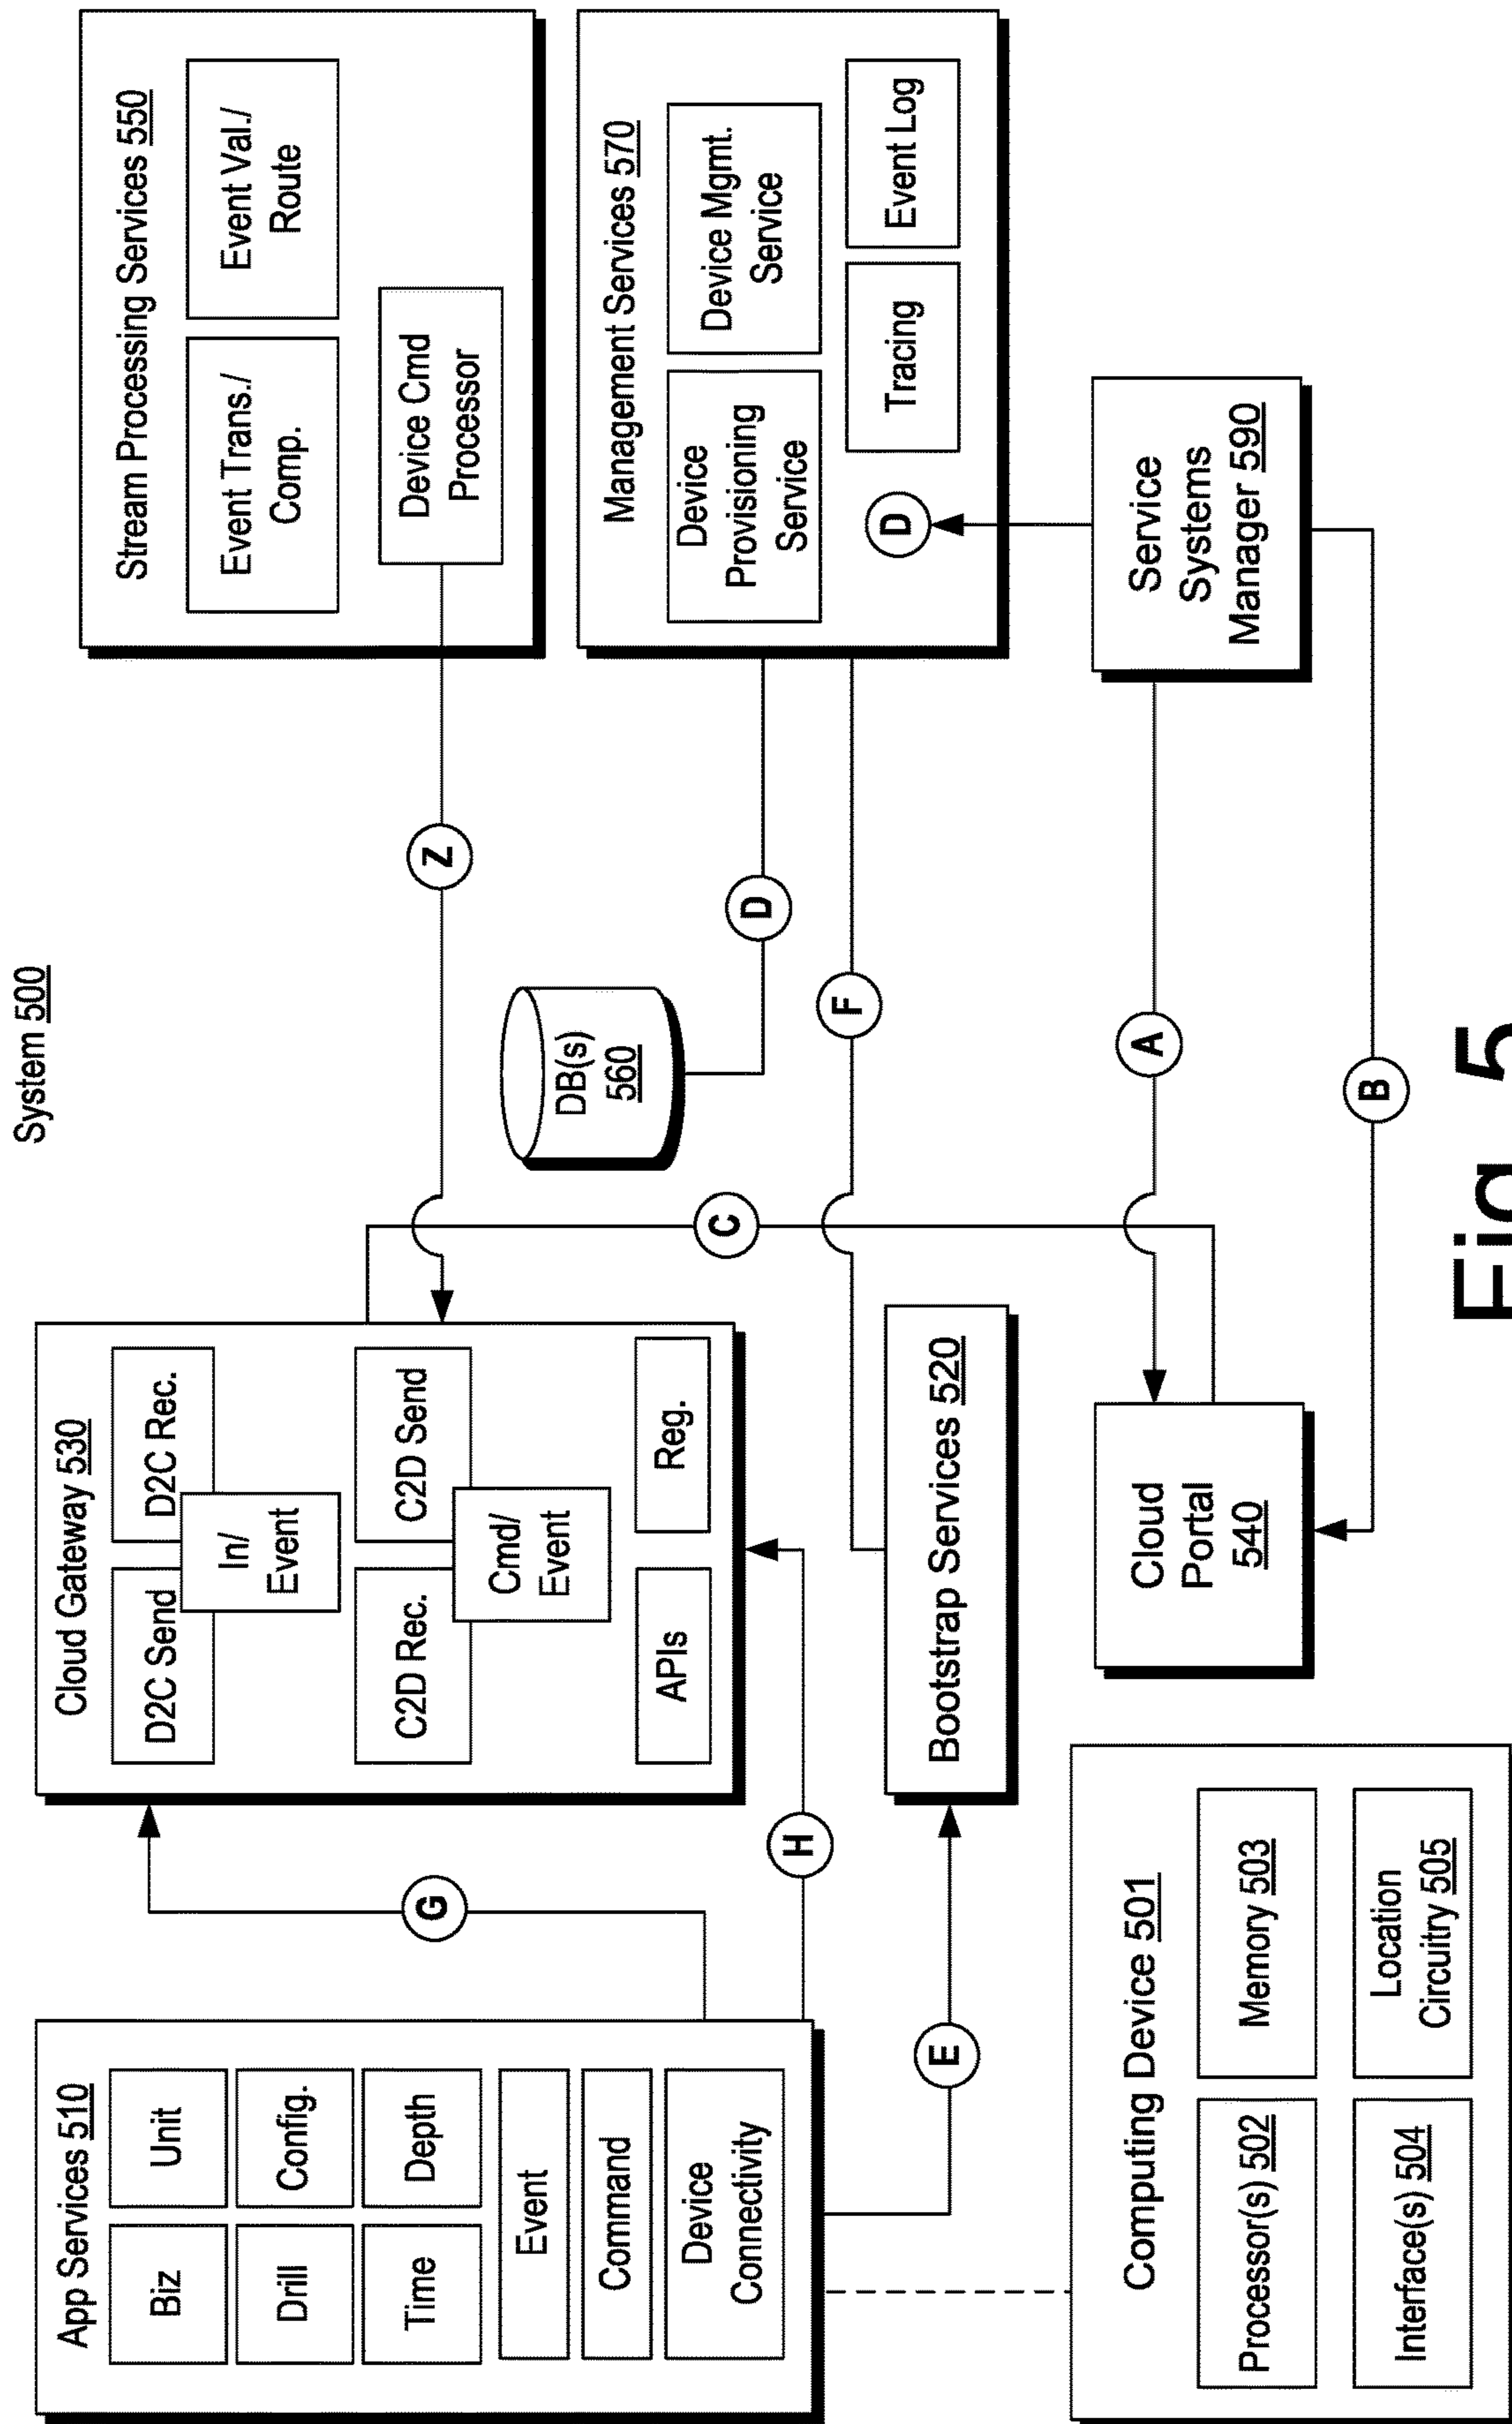 System 500
App Services 510
Biz
Unit
Drill
Config.
Time
Depth
Event
Command
Device
Connectivity
G
H
E
Cloud Gateway 530
D2C Send
D2C Rec.
In/
Event
C2D Rec.
C2D Send
Cmd/
Event
APIs
Reg.
Bootstrap Services 520
Z
DB(s)
560
D
C
F
Stream Processing Services 550
Event Trans./
Comp.
Event Val./
Route
Device Cmd
Processor
Management Services 570
Device
Provisioning
Service
Device Mgmt.
Service
D
Tracing
Event Log
Computing Device 501
Processor(s) 502
Memory 503
Interface(s) 504
Location
Circuitry 505
Cloud
Portal
540
A
B
Service
Systems
Manager 590
Fig. 5